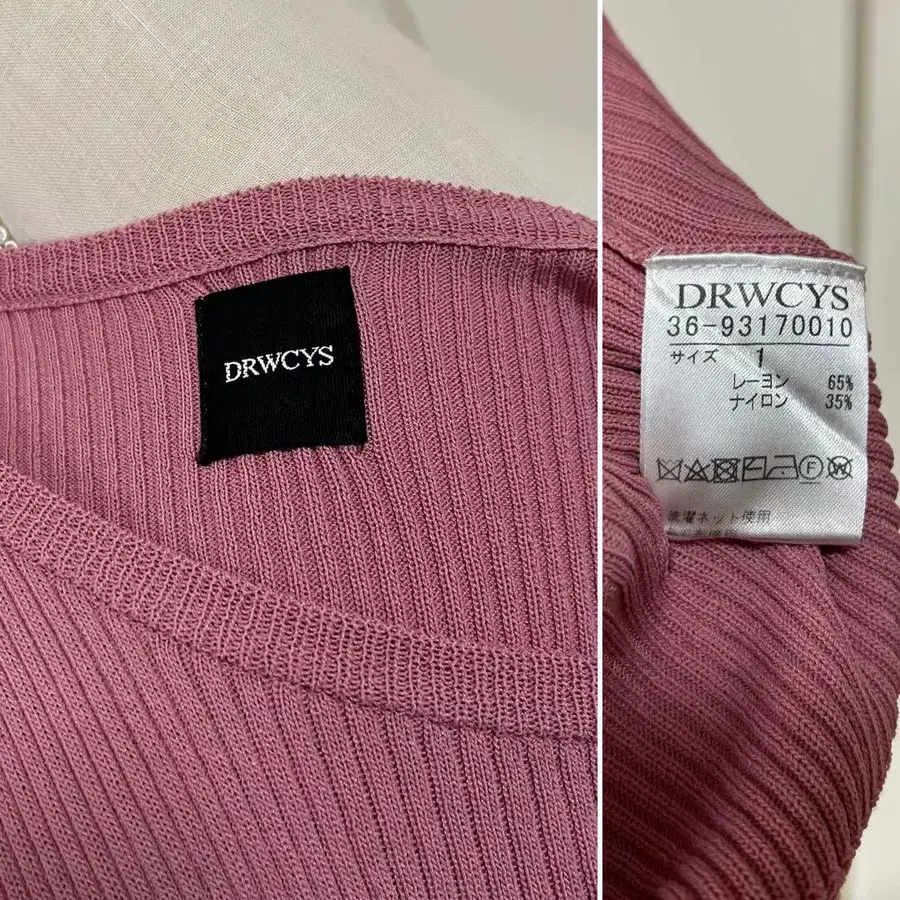 DRWCYS
DRWCYS
36-93170010
サイズ 1
レーヨン 65%
ナイロン 35%
F W
洗濯ネット使用